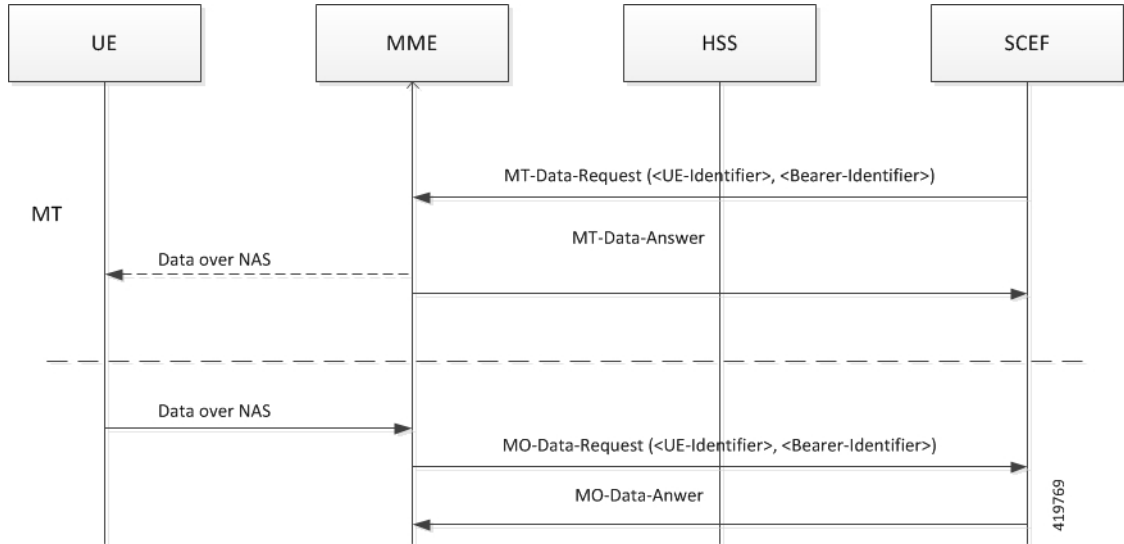 UE
MME
HSS
SCEF
MT-Data-Request (<UE-Identifier>, <Bearer-Identifier>)
MT
MT-Data-Answer
Data over NAS
Data over NAS
MO-Data-Request (<UE-Identifier>, <Bearer-Identifier>)
MO-Data-Anwer
419769